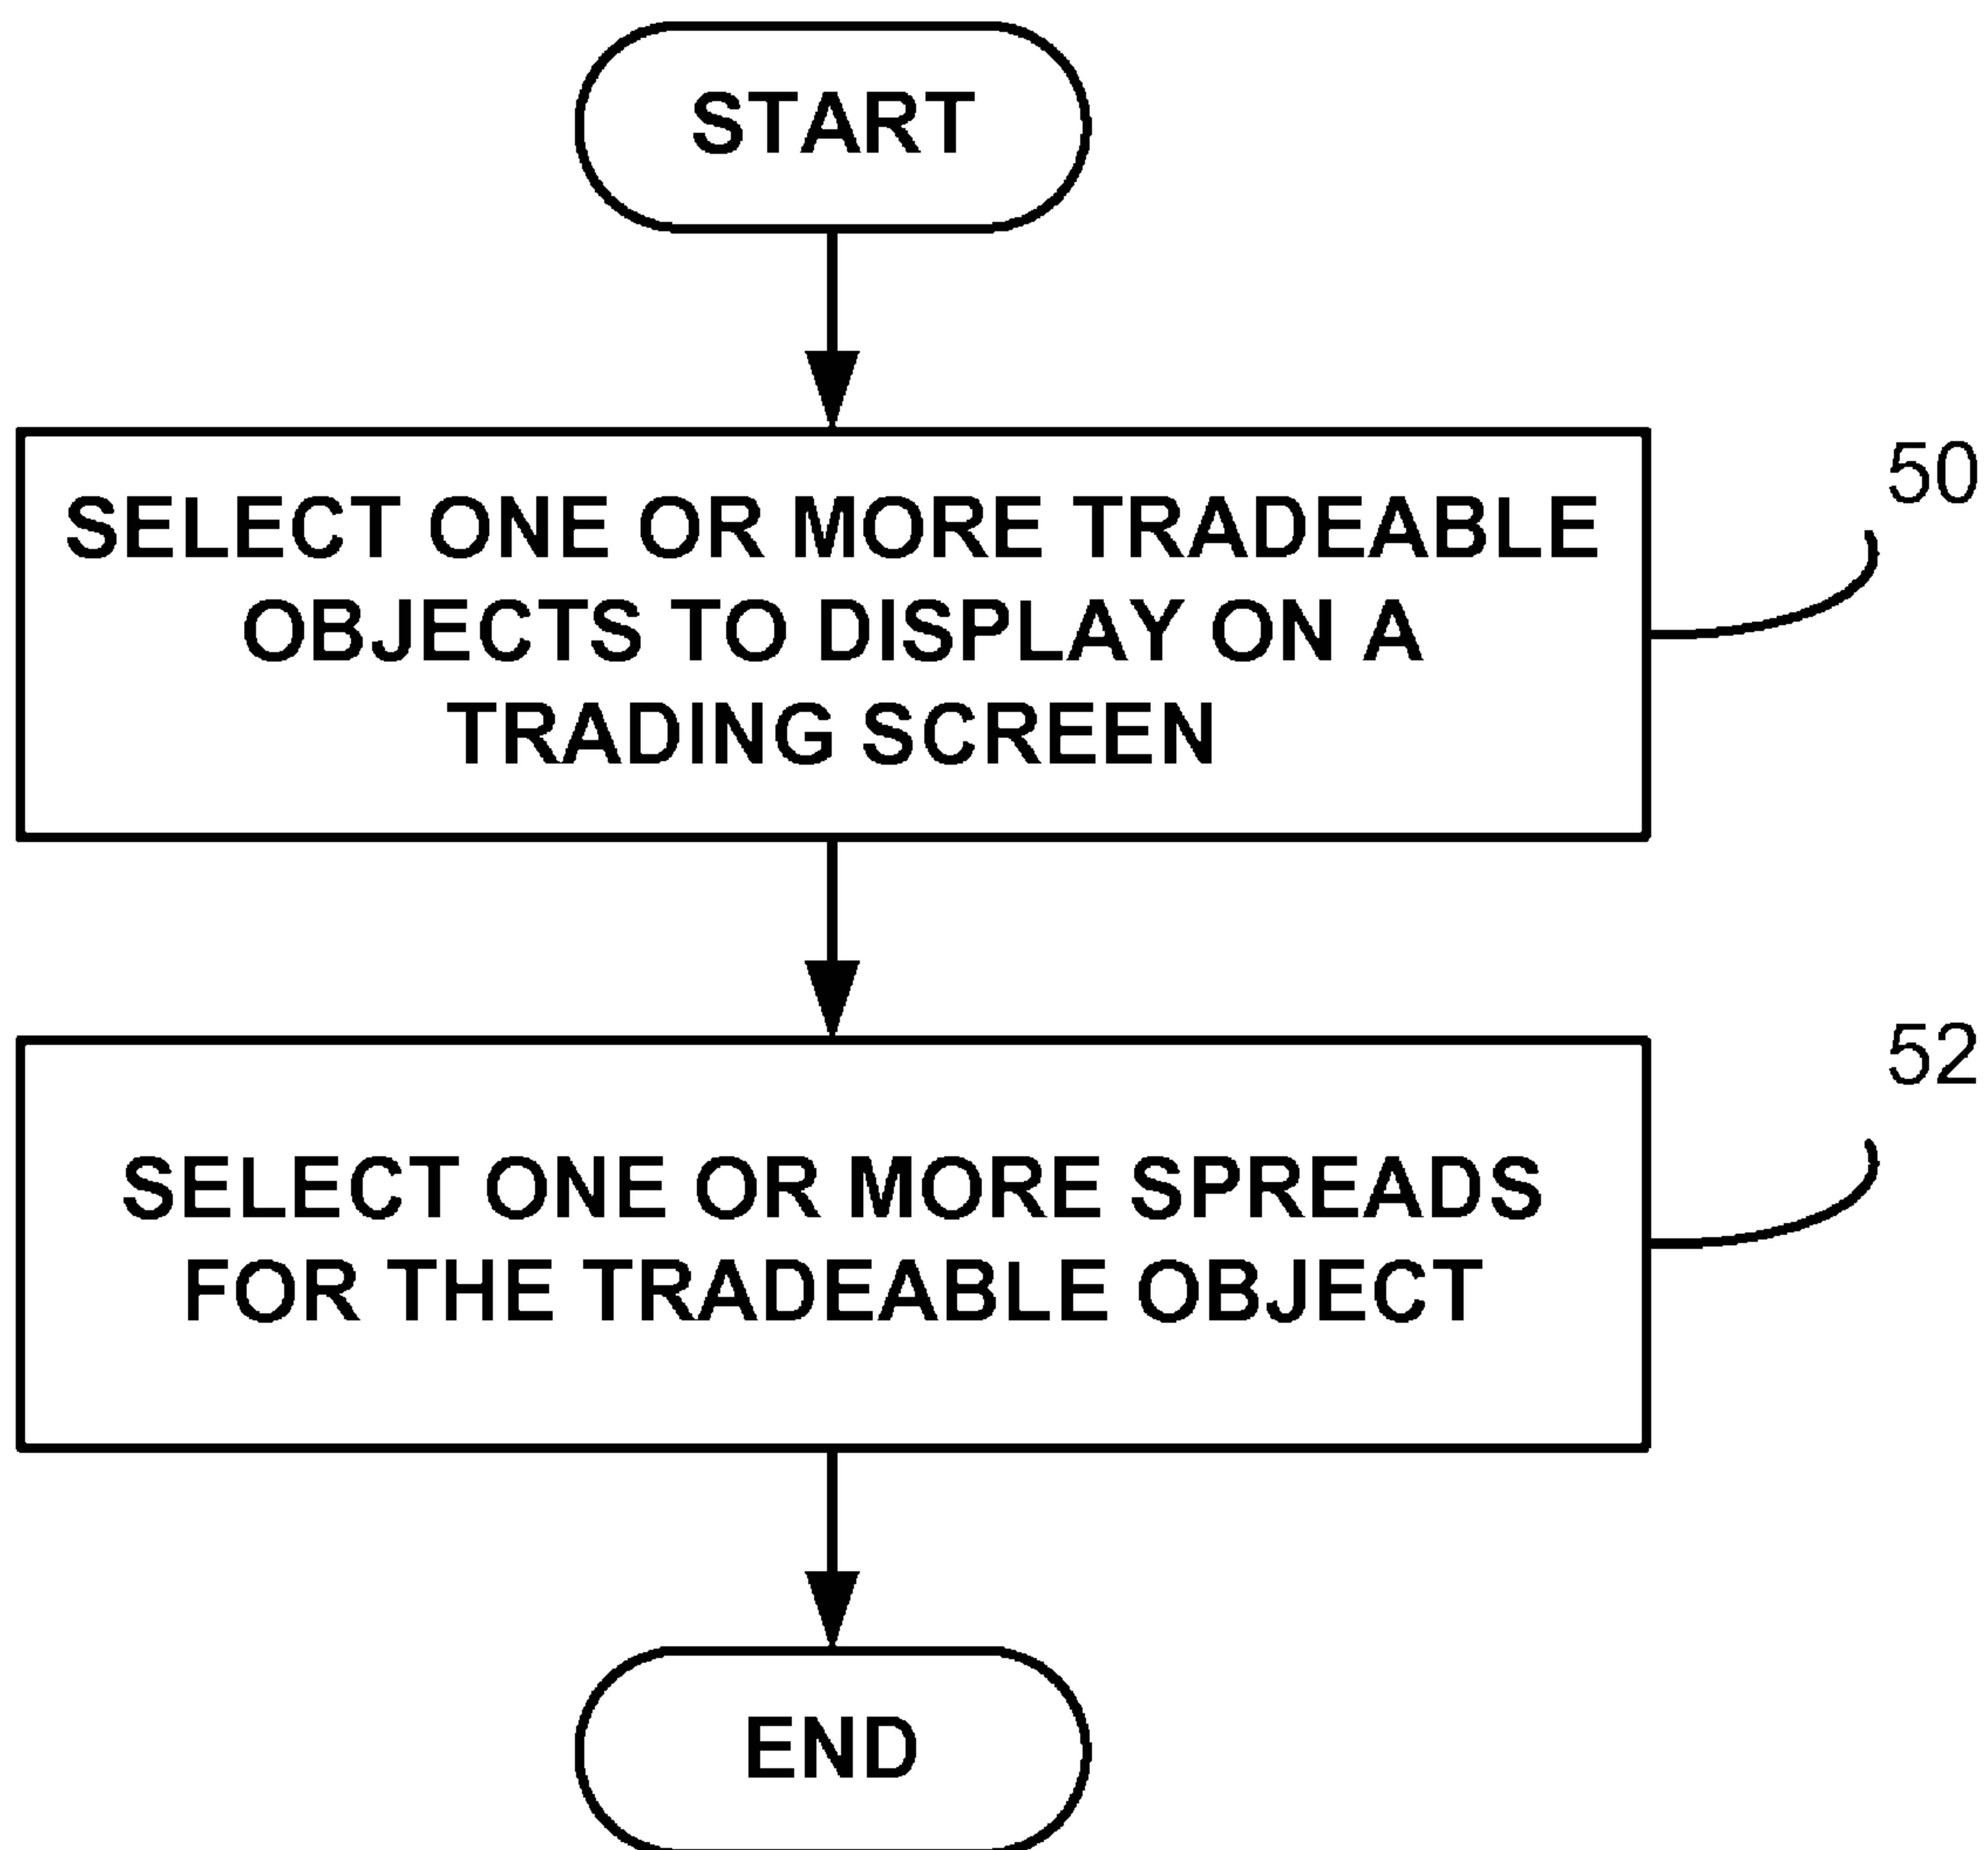 START
50
SELECT ONE OR MORE TRADEABLE
OBJECTS TO DISPLAY ON A
TRADING SCREEN
52
SELECT ONE OR MORE SPREADS
FOR THE TRADEABLE OBJECT
END